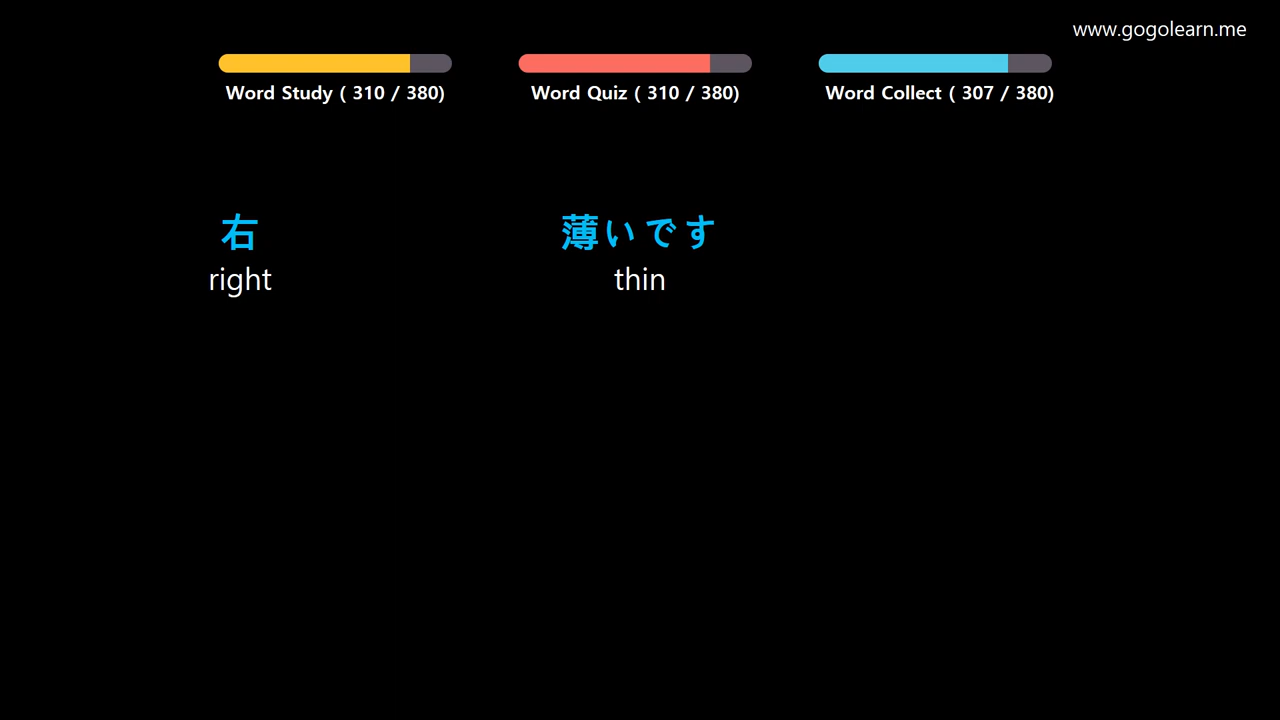 www.gogolearn.me
Word Study ( 310 / 380)
Word Quiz ( 310 / 380)
Word Collect ( 307 / 380)
右
right
薄いです
thin